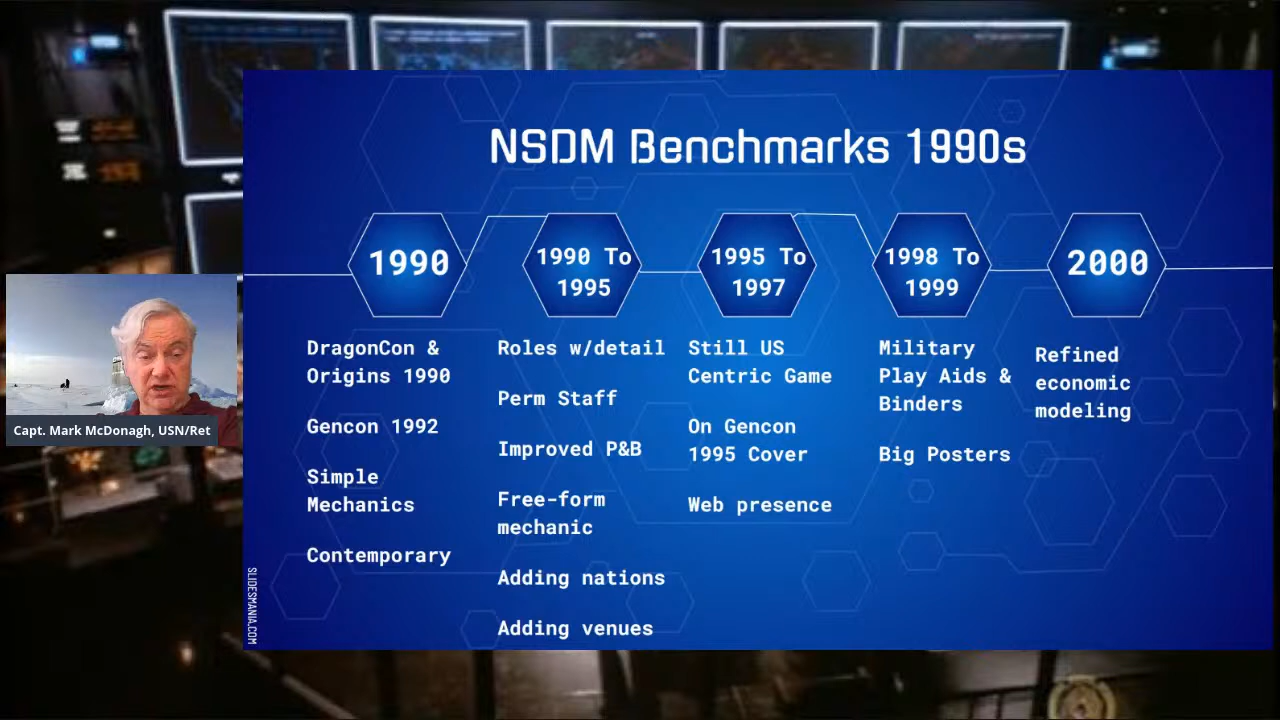 NSDM Benchmarks 1990s
1990
1990 To
1995
1995 To
1997
1998 To
1999
2000
DragonCon &
Origins 1990
Gencon 1992
Simple
Mechanics
Contemporary
Roles w/detail
Perm Staff
Improved P&B
Free-form
mechanic
Adding nations
Adding venues
Still US
Centric Game
On Gencon
1995 Cover
Web presence
Military
Play Aids &
Binders
Big Posters
Refined
economic
modeling
Capt. Mark McDonagh, USN/Ret
SLIDESMANIA.COM